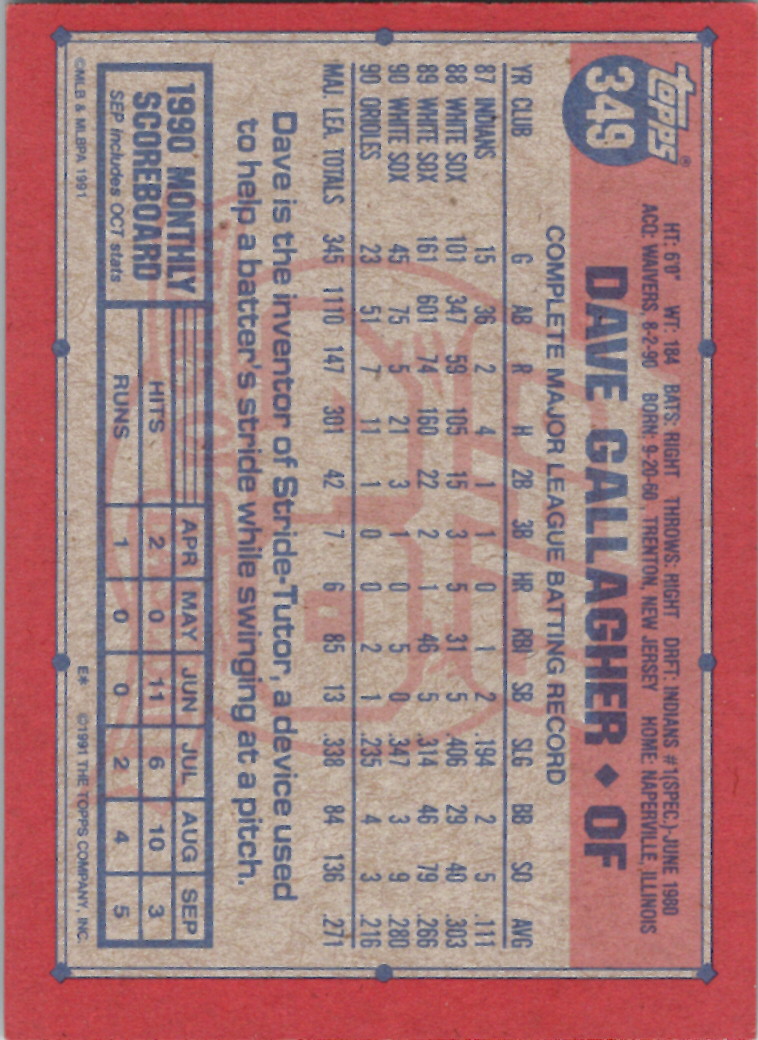 topps®
349
HT: 6'0" WT: 184 BATS: RIGHT THROWS: RIGHT DRFT: INDIANS #1(SPEC.)-JUNE 1980
ACQ: WAIVERS, 8-2-90 BORN: 9-20-60, TRENTON, NEW JERSEY HOME: NAPERVILLE, ILLINOIS
DAVE GALLAGHER ♦ OF
COMPLETE MAJOR LEAGUE BATTING RECORD
YR CLUB G AB R H 2B 3B HR RBI SB SLG BB SO AVG
87 INDIANS 15 36 2 4 1 1 0 1 2 .194 2 5 .111
88 WHITE SOX 101 347 59 105 15 3 5 31 5 .406 29 40 .303
89 WHITE SOX 161 601 74 160 22 2 1 46 5 .314 46 79 .266
90 WHITE SOX 45 75 5 21 3 1 0 5 0 .347 3 9 .280
90 ORIOLES 23 51 7 11 1 0 0 2 1 .235 4 3 .216
MAJ. LEA. TOTALS 345 1110 147 301 42 7 6 85 13 .338 84 136 .271
Dave is the inventor of Stride-Tutor, a device used
to help a batter's stride while swinging at a pitch.
1990 MONTHLY
SCOREBOARD
SEP includes OCT stats
APR MAY JUN JUL AUG SEP
HITS 2 0 11 6 10 3
RUNS 1 0 0 2 4 5
©MLB & MLBPA 1991 E* ©1991 THE TOPPS COMPANY, INC.